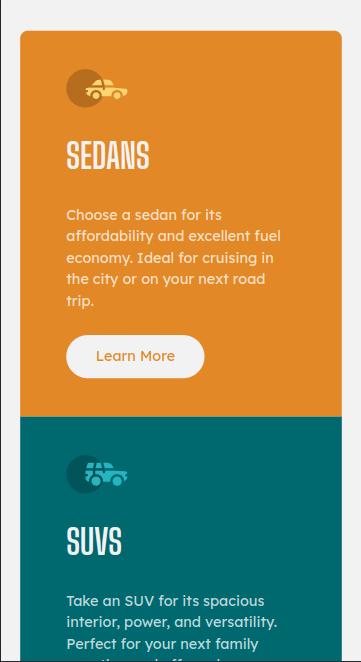 SEDANS
Choose a sedan for its
affordability and excellent fuel
economy. Ideal for cruising in
the city or on your next road
trip.
Learn More
SUVS
Take an SUV for its spacious
interior, power, and versatility.
Perfect for your next family